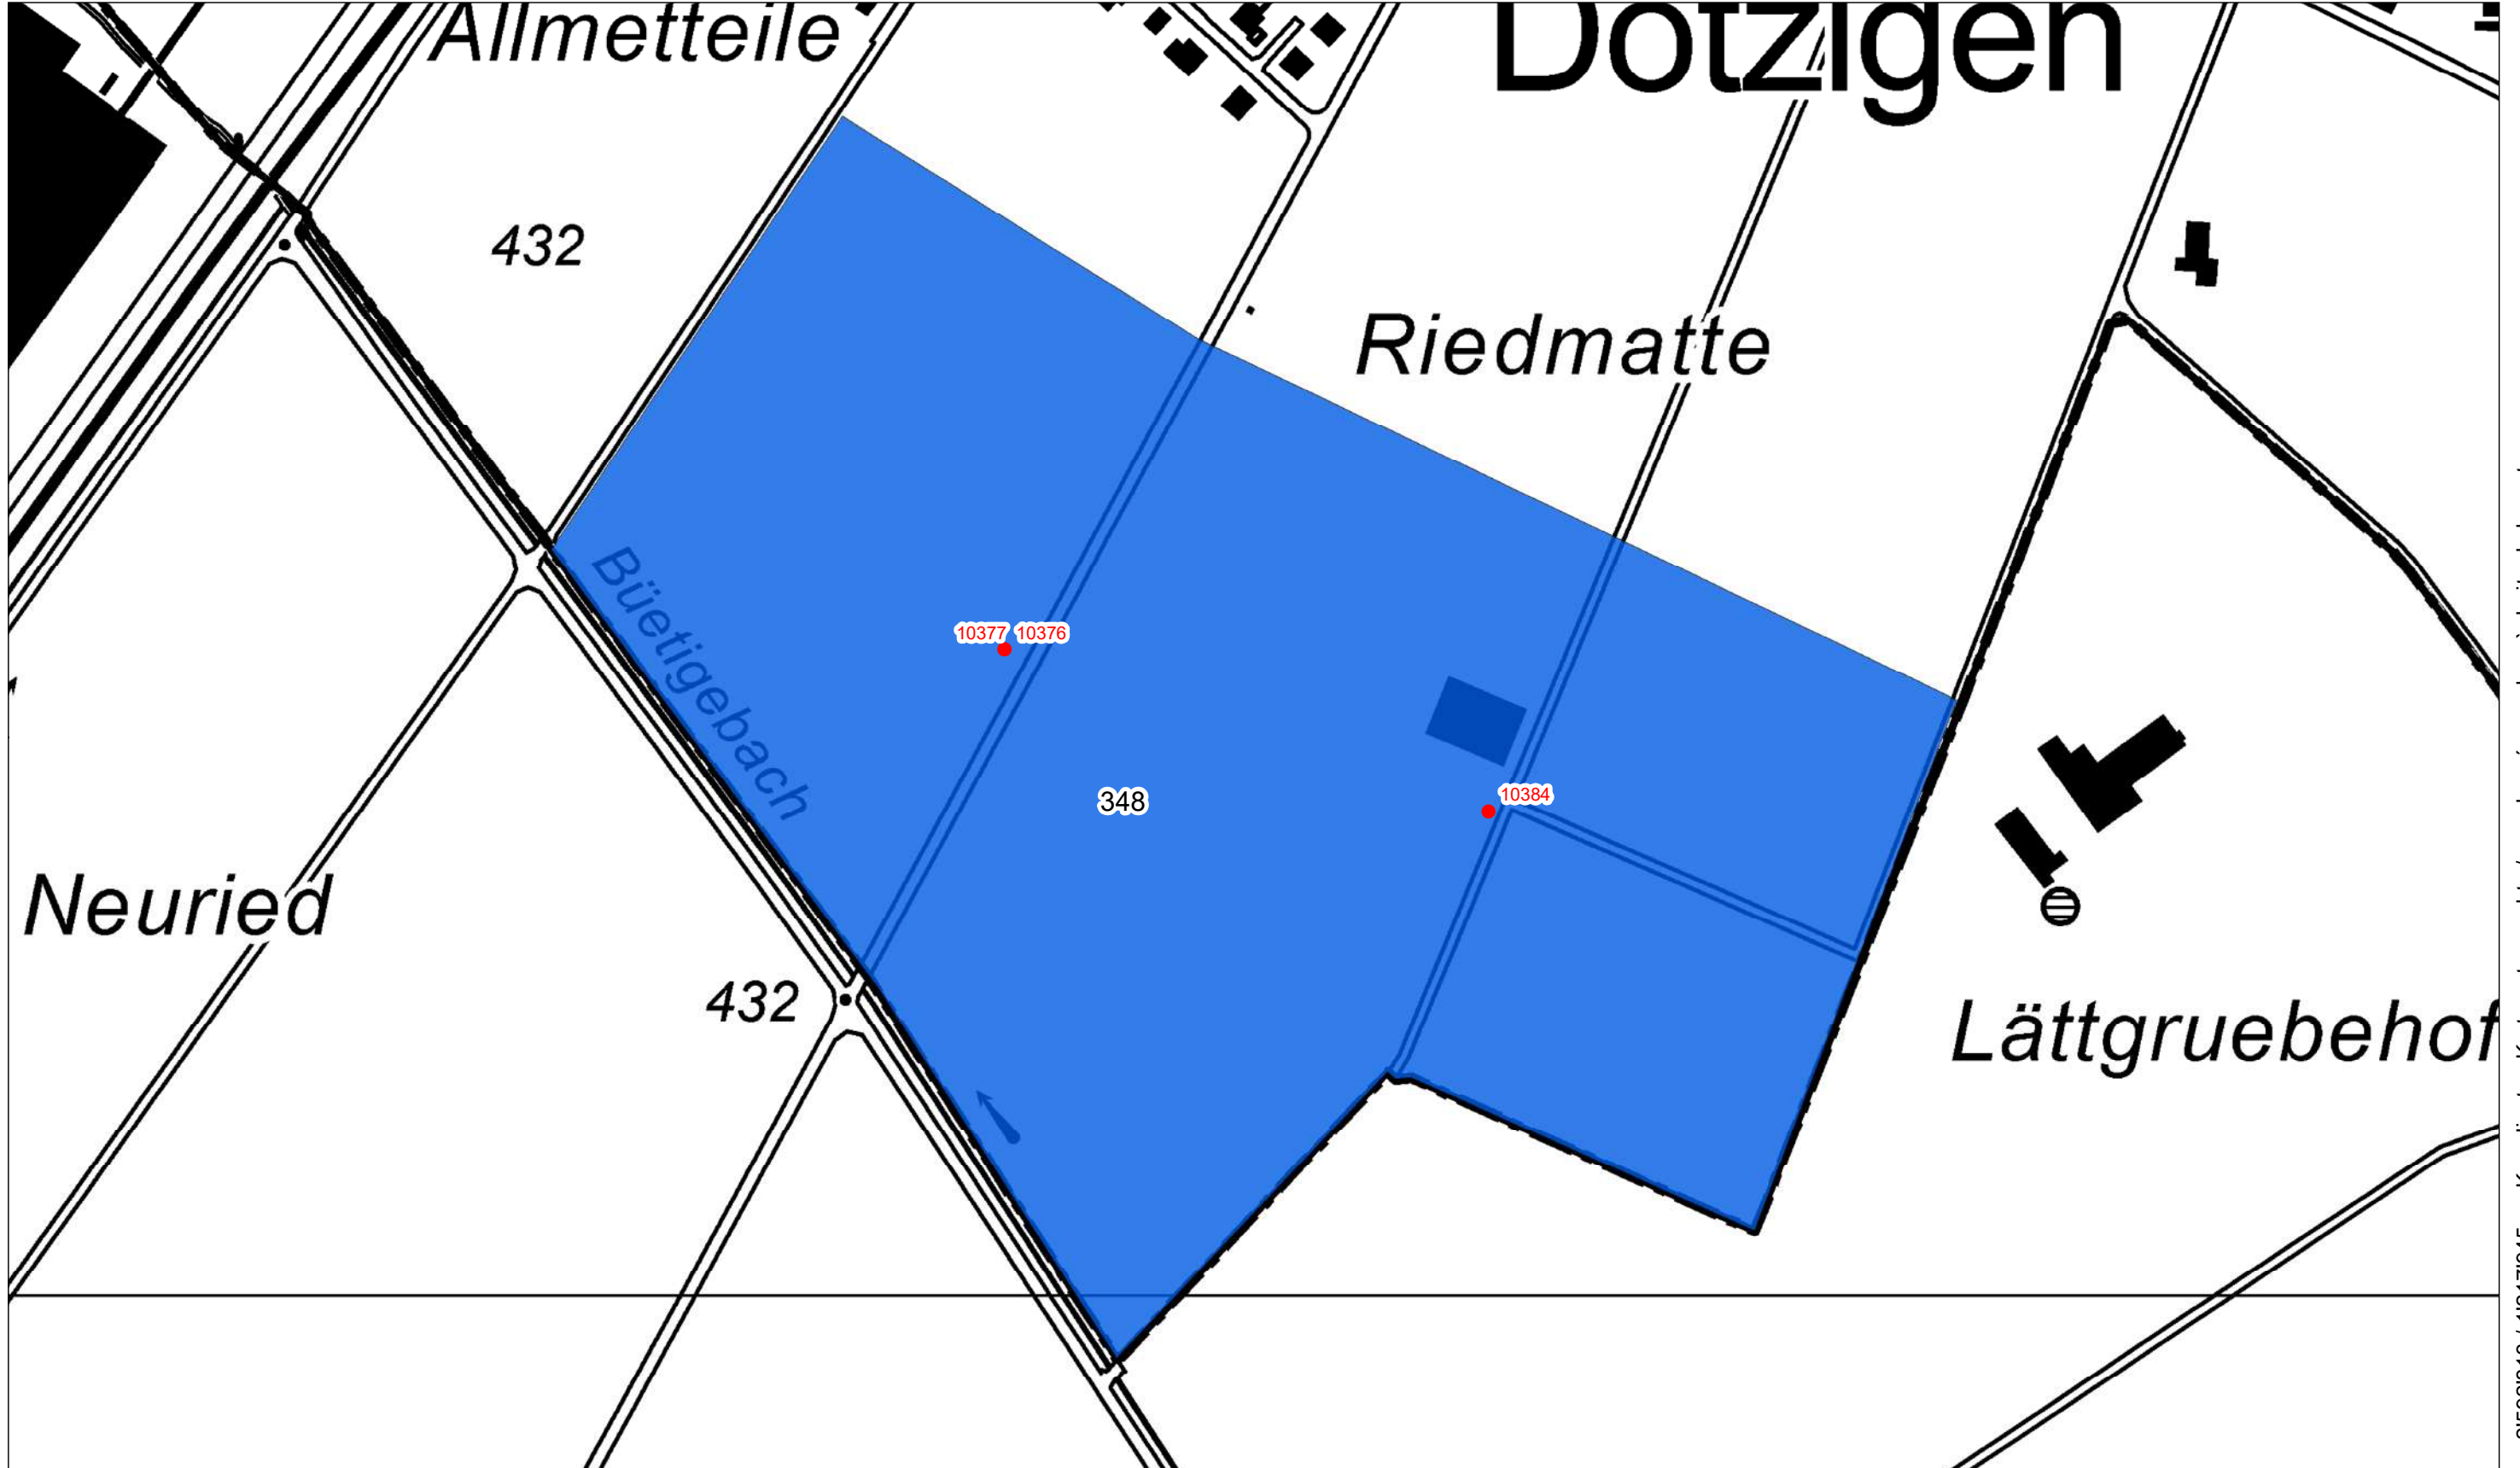 Allmetteile
Dotzigen
432
Riedmatte
Büetigebach
10377 10376
10384
348
Neuried
432
Lättgruebehof